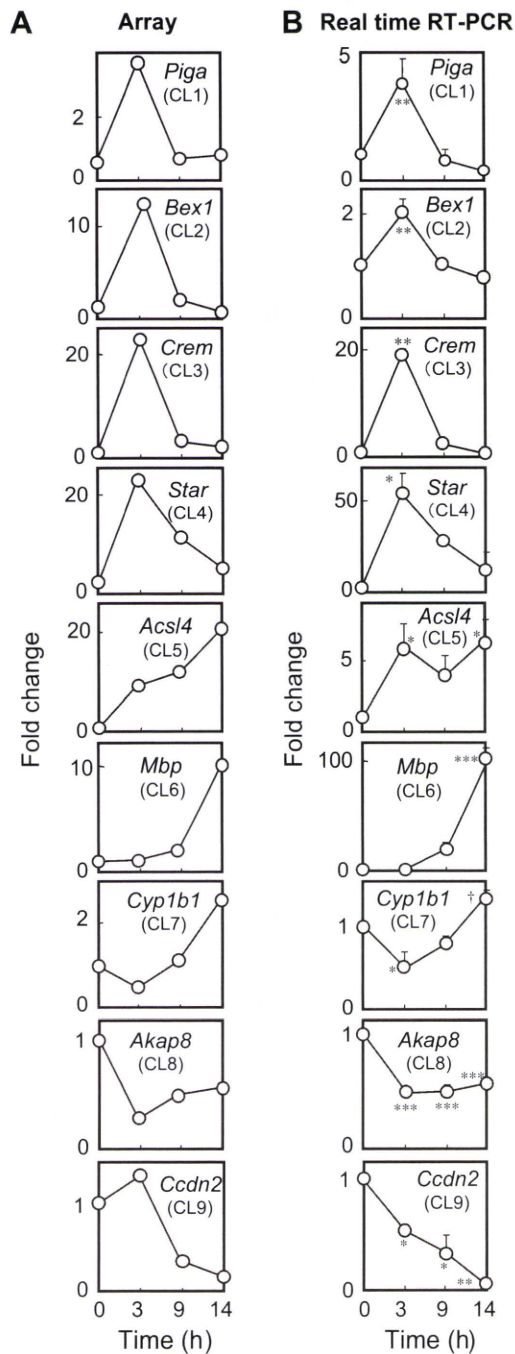 A Array
B Real time RT-PCR
Piga
(CL1)
2
0
Piga
(CL1)
5
**
0
Bex1
(CL2)
10
0
Bex1
(CL2)
2
**
0
Crem
(CL3)
20
0
Crem
(CL3)
20
**
0
Star
(CL4)
20
0
Star
(CL4)
50
*
0
Acsl4
(CL5)
20
0
Acsl4
(CL5)
5
* *
0
Mbp
(CL6)
10
0
Mbp
(CL6)
100
***
0
Cyp1b1
(CL7)
2
0
Cyp1b1
(CL7)
1
†
*
0
Akap8
(CL8)
1
0
Akap8
(CL8)
1
***
*** ***
0
Ccdn2
(CL9)
1
0
Ccdn2
(CL9)
1
* * **
0
Fold change
Fold change
0 3 9 14
Time (h)
0 3 9 14
Time (h)